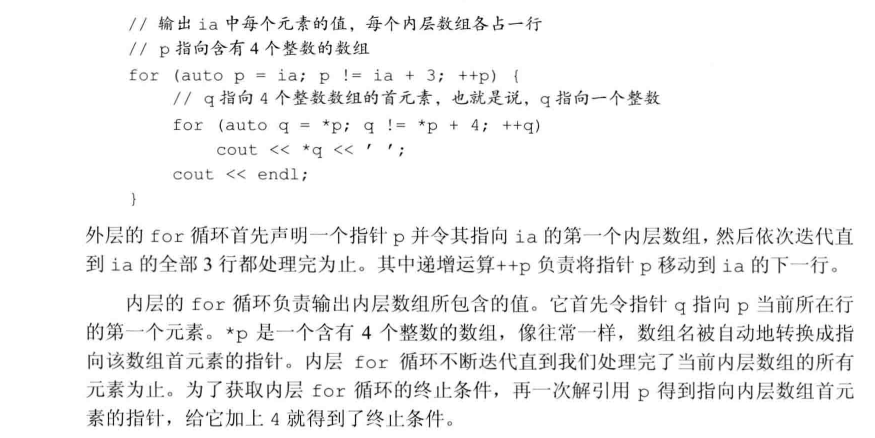 // 输出 ia 中每个元素的值，每个内层数组各占一行
// p 指向含有 4 个整数的数组
for (auto p = ia; p != ia + 3; ++p) {
// q 指向 4 个整数数组的首元素，也就是说，q 指向一个整数
for (auto q = *p; q != *p + 4; ++q)
cout << *q << ' ';
cout << endl;
}
外层的 for 循环首先声明一个指针 p 并令其指向 ia 的第一个内层数组，然后依次迭代直
到 ia 的全部 3 行都处理完为止。其中递增运算++p 负责将指针 p 移动到 ia 的下一行。
内层的 for 循环负责输出内层数组所包含的值。它首先令指针 q 指向 p 当前所在行
的第一个元素。*p 是一个含有 4 个整数的数组，像往常一样，数组名被自动地转换成指
向该数组首元素的指针。内层 for 循环不断迭代直到我们处理完了当前内层数组的所有
元素为止。为了获取内层 for 循环的终止条件，再一次解引用 p 得到指向内层数组首元
素的指针，给它加上 4 就得到了终止条件。